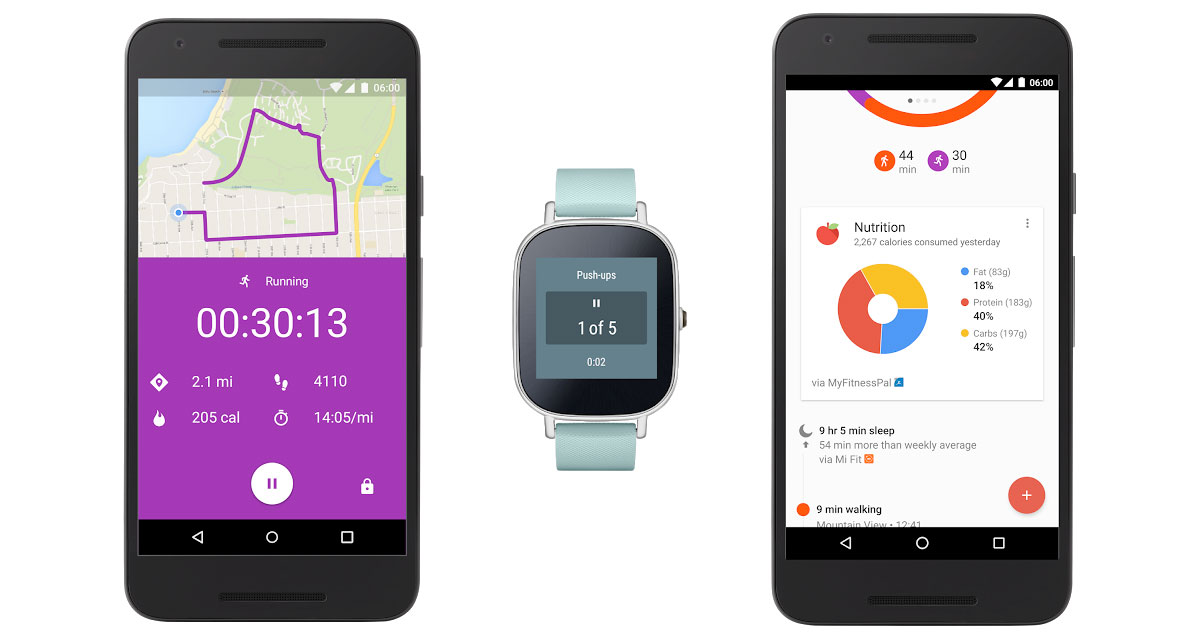 06:00
Running
00:30:13
2.1 mi 4110
205 cal 14:05/mi
Push-ups
1 of 5
0:02
06:00
44 min 30 min
Nutrition
2,267 calories consumed yesterday
Fat (83g)
18%
Protein (183g)
40%
Carbs (197g)
42%
via MyFitnessPal
9 hr 5 min sleep
54 min more than weekly average
via Mi Fit
9 min walking
Mountain View • 12:41